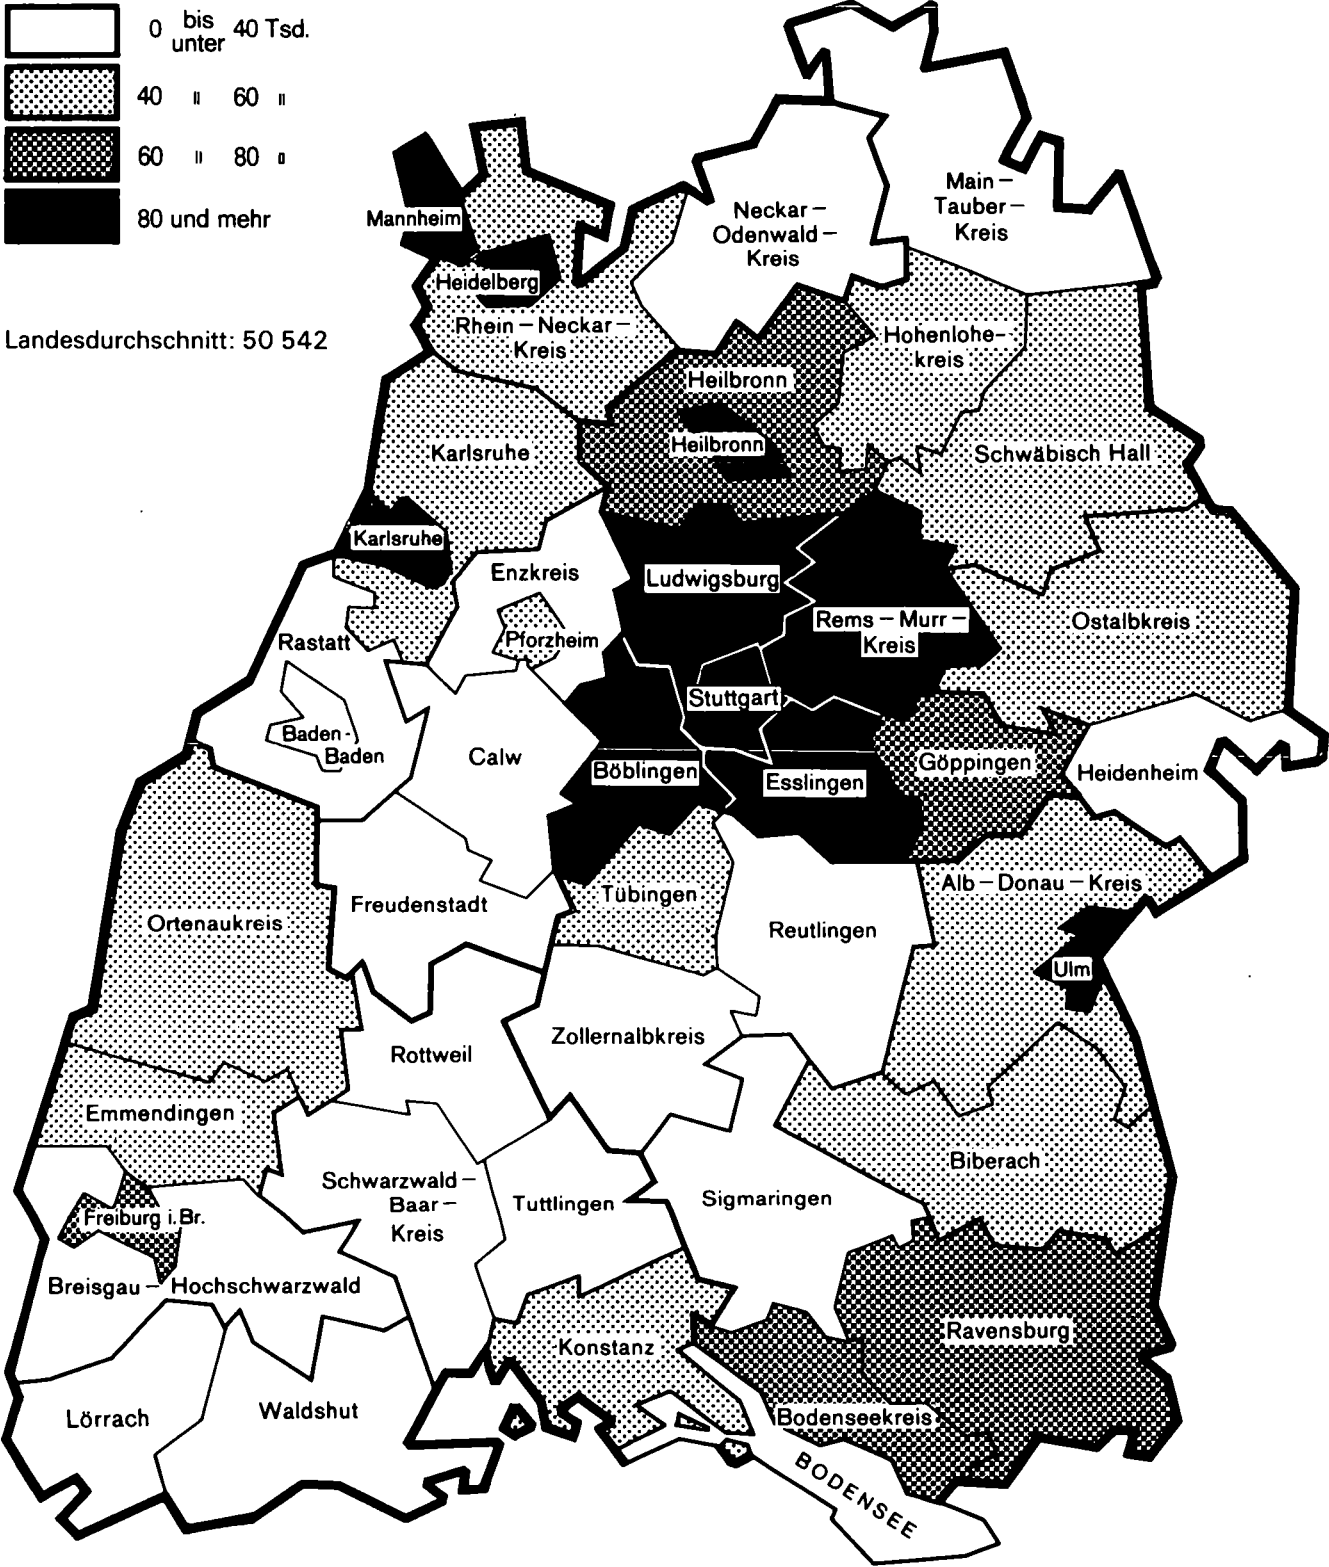 0 bis unter 40 Tsd.
40 " 60 "
60 " 80 "
80 und mehr
Landesdurchschnitt: 50 542
Main –
Tauber –
Kreis
Neckar –
Odenwald –
Kreis
Mannheim
Heidelberg
Rhein – Neckar –
Kreis
Hohenlohe-
kreis
Heilbronn
Heilbronn
Karlsruhe
Schwäbisch Hall
Karlsruhe
Enzkreis
Ludwigsburg
Rems – Murr –
Kreis
Ostalbkreis
Pforzheim
Rastatt
Stuttgart
Baden -
Baden
Calw
Böblingen
Esslingen
Göppingen
Heidenheim
Alb – Donau – Kreis
Tübingen
Freudenstadt
Ortenaukreis
Reutlingen
Ulm
Zollernalbkreis
Rottweil
Emmendingen
Biberach
Schwarzwald –
Baar –
Kreis
Tuttlingen
Sigmaringen
Freiburg i. Br.
Breisgau – Hochschwarzwald
Ravensburg
Konstanz
Lörrach
Waldshut
Bodenseekreis
BODENSEE